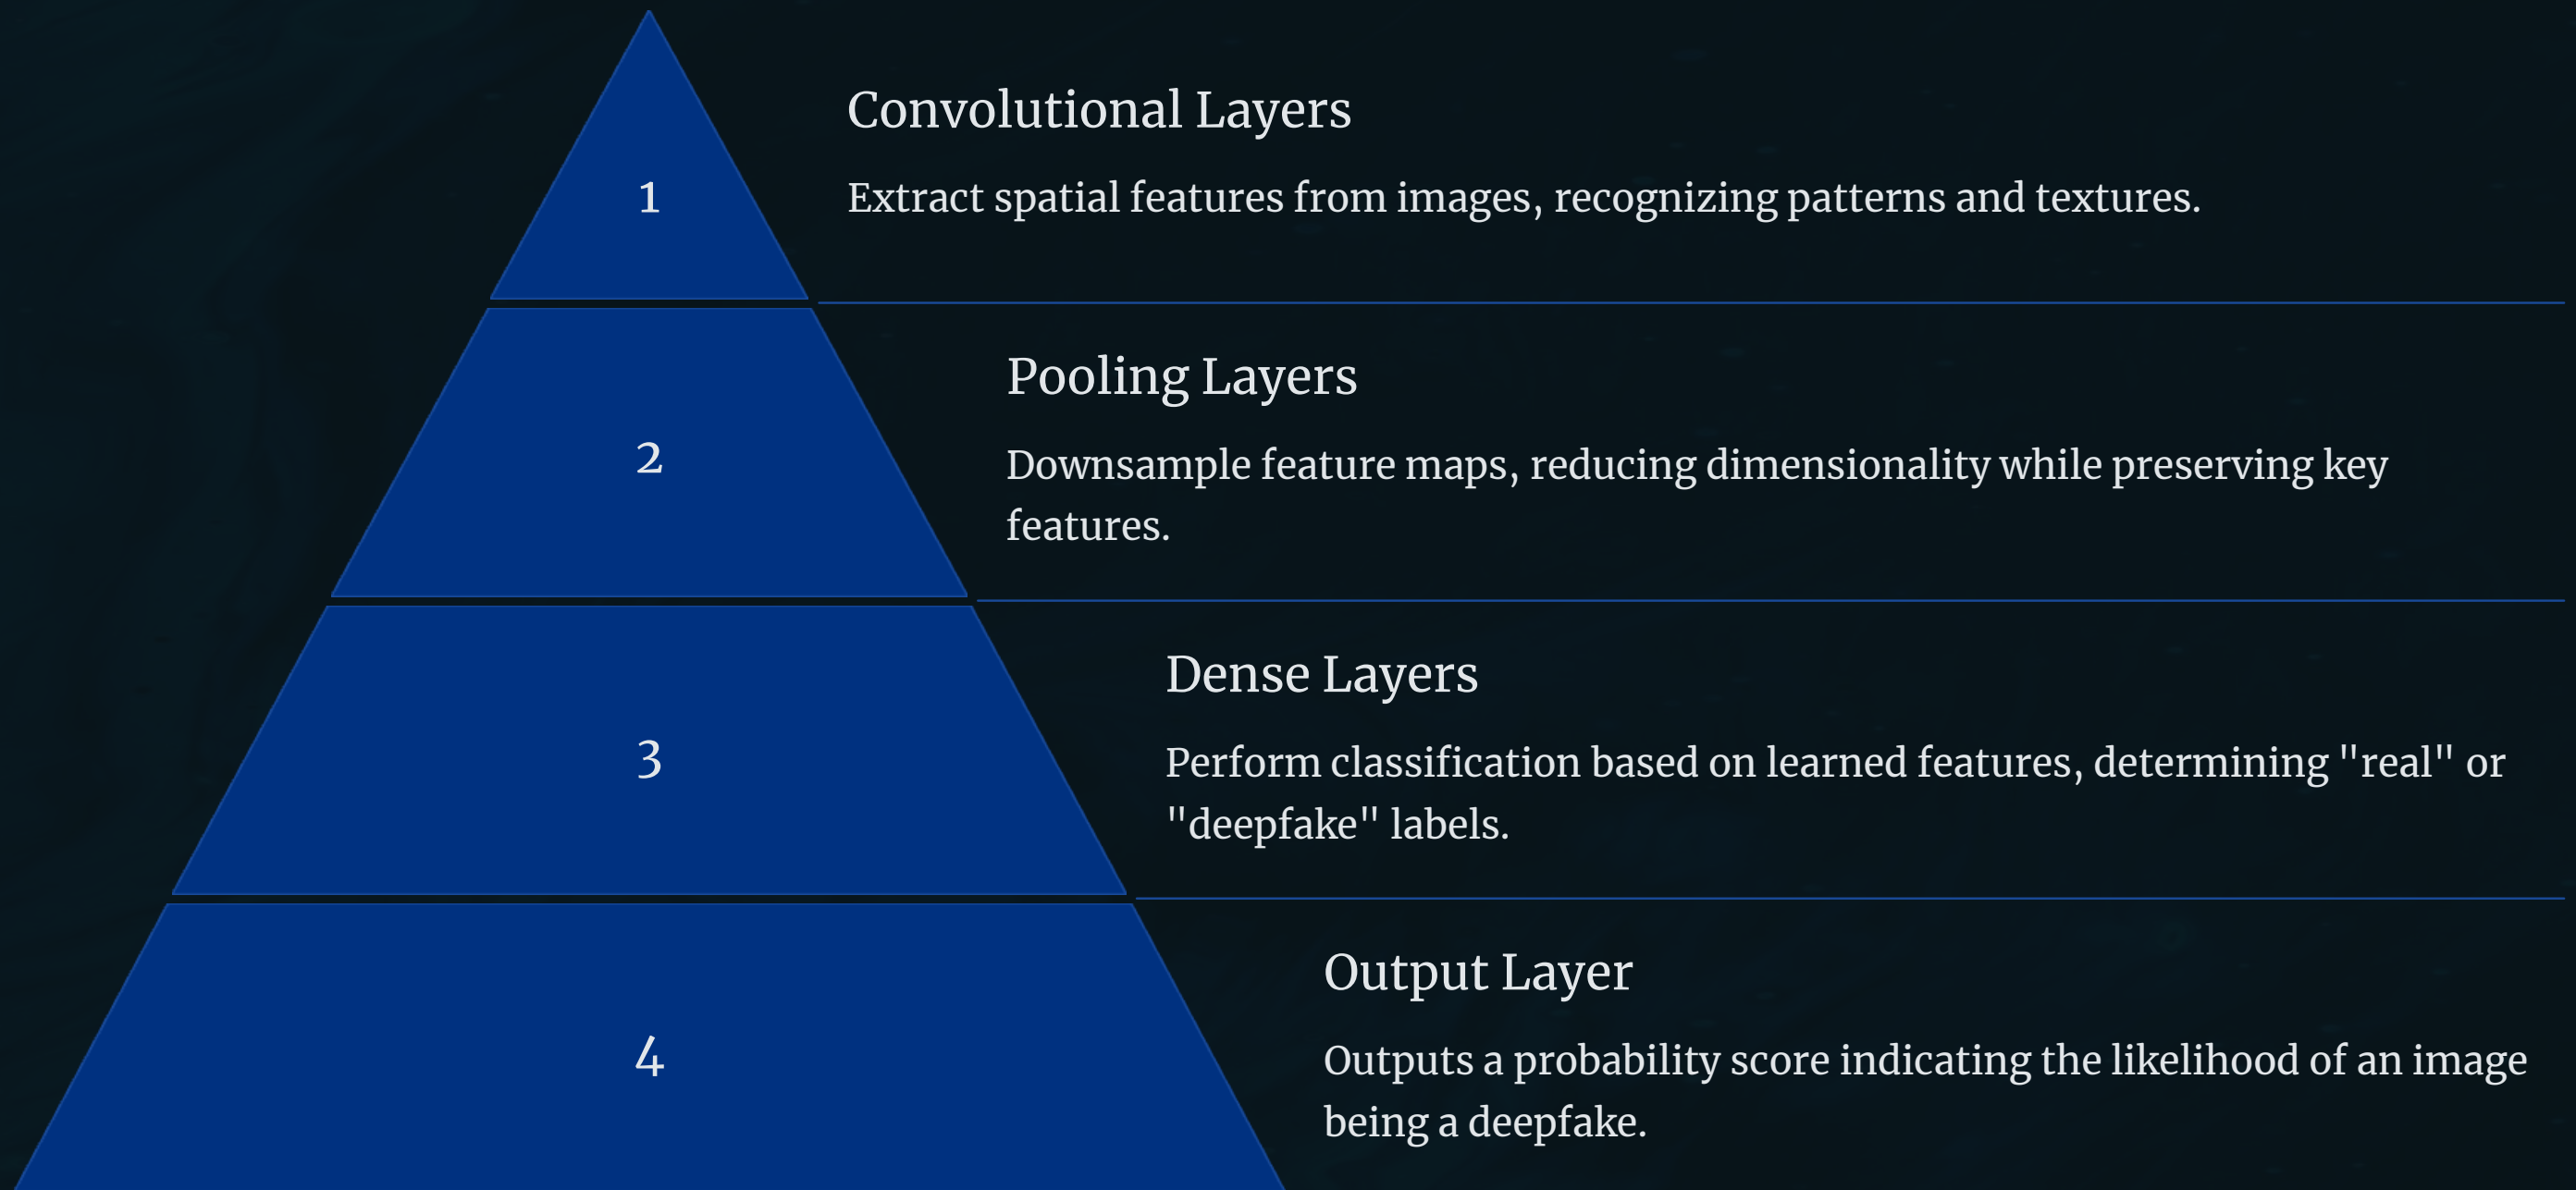 1
Convolutional Layers
Extract spatial features from images, recognizing patterns and textures.
2
Pooling Layers
Downsample feature maps, reducing dimensionality while preserving key
features.
3
Dense Layers
Perform classification based on learned features, determining "real" or
"deepfake" labels.
4
Output Layer
Outputs a probability score indicating the likelihood of an image
being a deepfake.